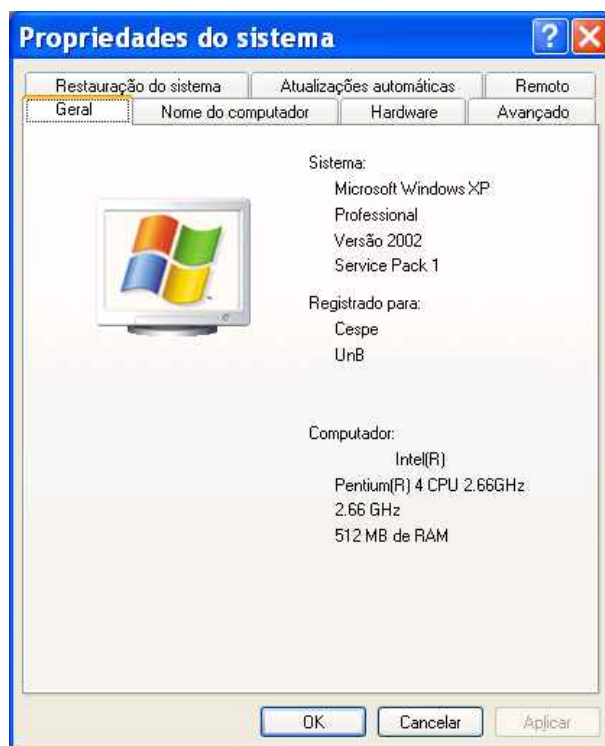 Propriedades do sistema
Restauração do sistema Atualizações automáticas Remoto
Geral Nome do computador Hardware Avançado
Sistema:
Microsoft Windows XP
Professional
Versão 2002
Service Pack 1
Registrado para:
Cespe
UnB
Computador:
Intel(R)
Pentium(R) 4 CPU 2.66GHz
2.66 GHz
512 MB de RAM
OK Cancelar Aplicar